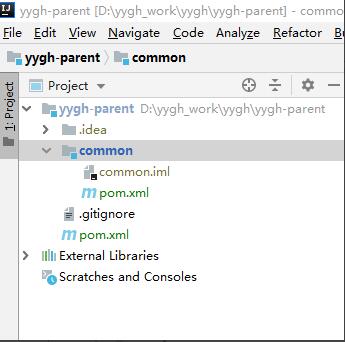 yygh-parent [D:\yygh_work\yygh\yygh-parent] - commo
File Edit View Navigate Code Analyze Refactor Bu
yygh-parent common
1: Project
Project
yygh-parent D:\yygh_work\yygh\yygh-parent
.idea
common
common.iml
pom.xml
.gitignore
pom.xml
External Libraries
Scratches and Consoles